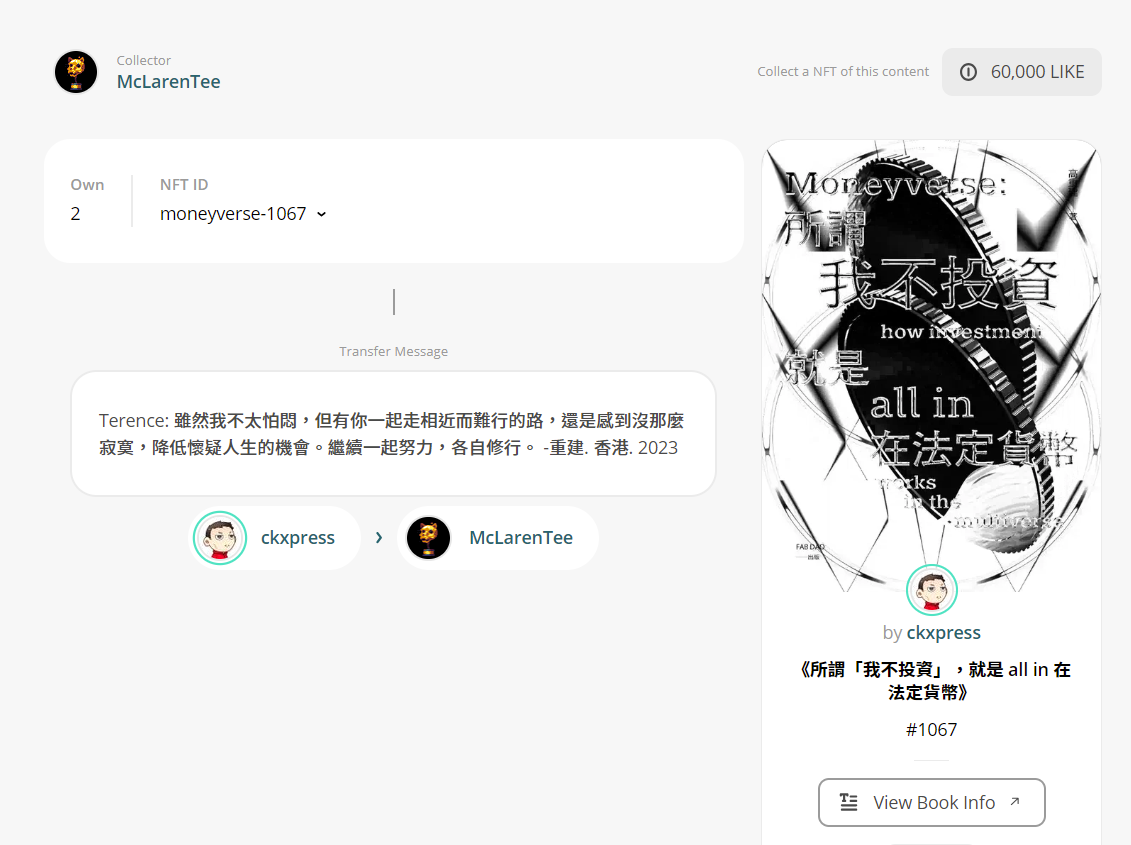 Collector
McLarenTee
Collect a NFT of this content
60,000 LIKE
Own
2
NFT ID
moneyverse-1067
Transfer Message
Terence: 雖然我不太怕悶，但有你一起走相近而難行的路，還是感到沒那麼
寂寞，降低懷疑人生的機會。繼續一起努力，各自修行。 -重建. 香港. 2023
ckxpress
McLarenTee
Moneyverse:
所謂
我不投資
how investment
就是
all in
在法定貨幣
works
in the
multiverse
FAB DAO
出版
by ckxpress
《所謂「我不投資」，就是 all in 在
法定貨幣》
#1067
View Book Info